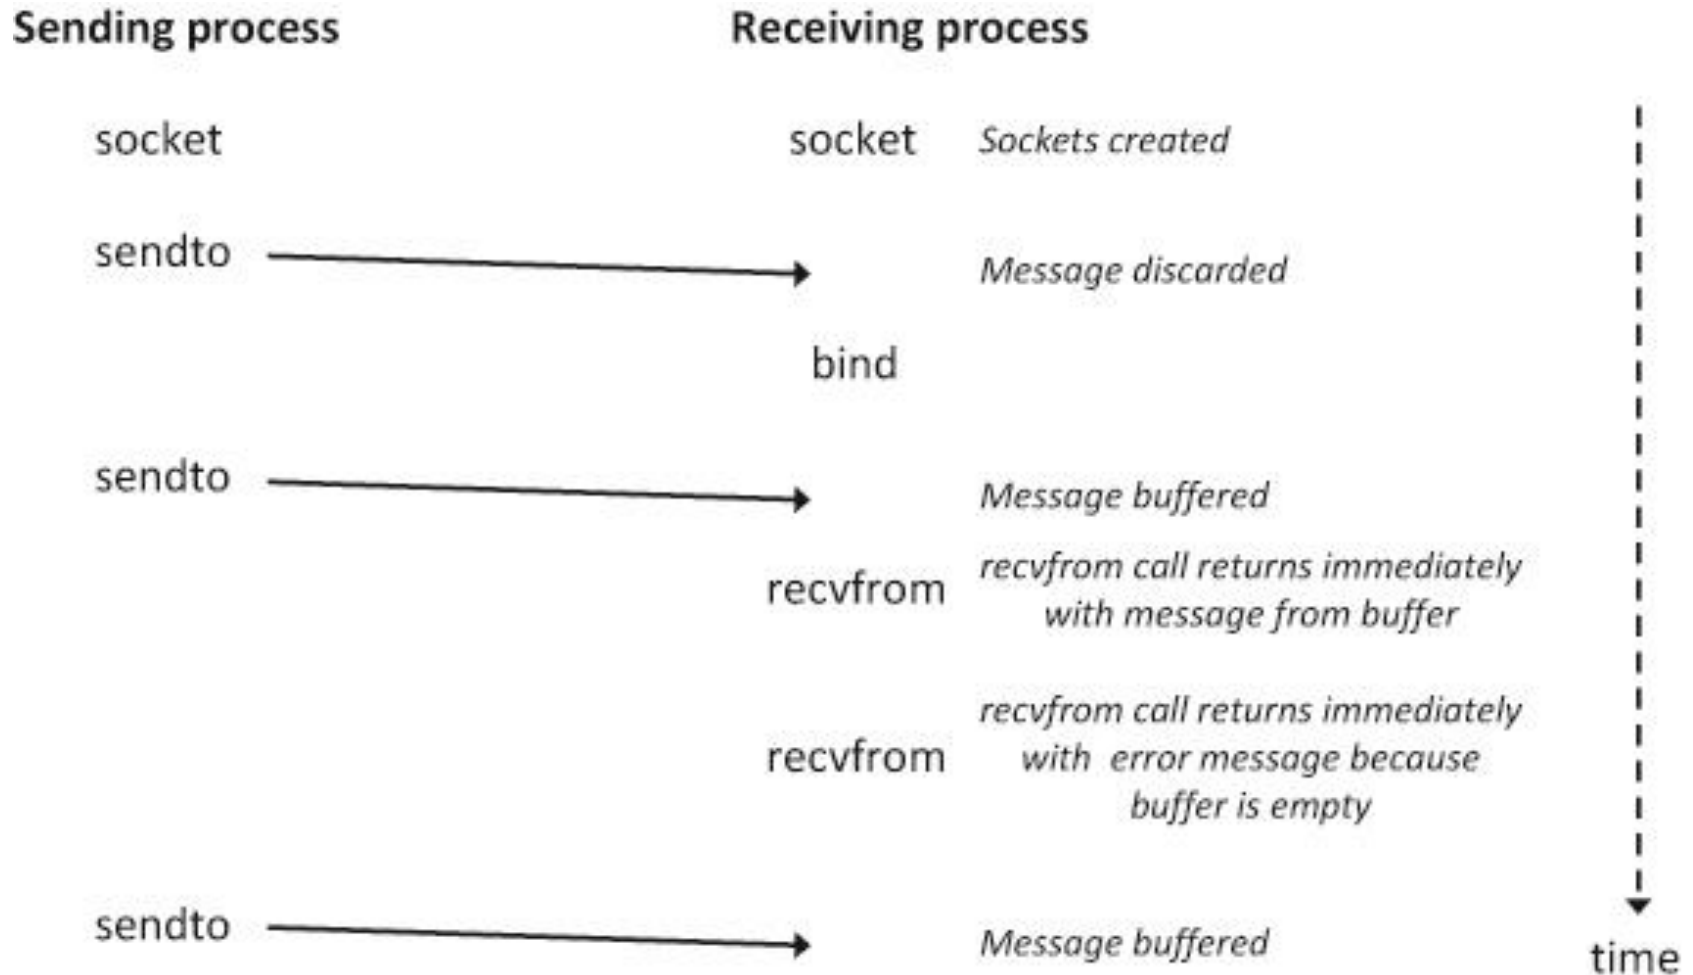 Sending process
Receiving process
socket
socket
Sockets created
sendto
Message discarded
bind
sendto
Message buffered
recvfrom
recvfrom call returns immediately
with message from buffer
recvfrom
recvfrom call returns immediately
with error message because
buffer is empty
sendto
Message buffered
time